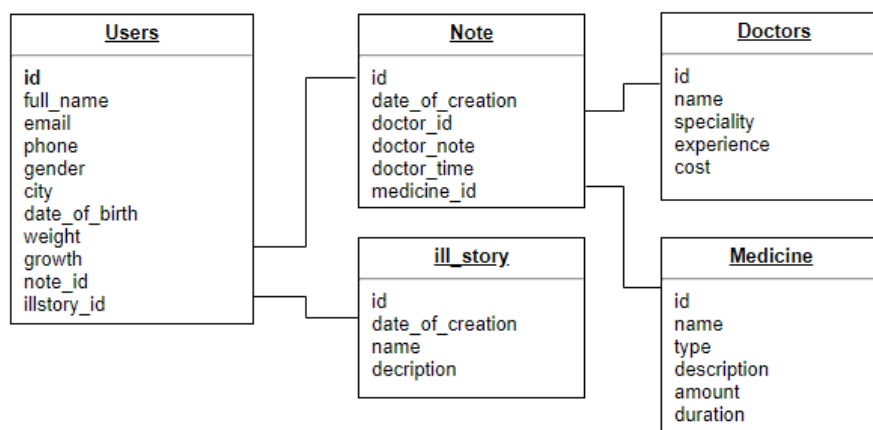 Users
id
full_name
email
phone
gender
city
date_of_birth
weight
growth
note_id
illstory_id
Note
id
date_of_creation
doctor_id
doctor_note
doctor_time
medicine_id
ill_story
id
date_of_creation
name
decription
Doctors
id
name
speciality
experience
cost
Medicine
id
name
type
description
amount
duration